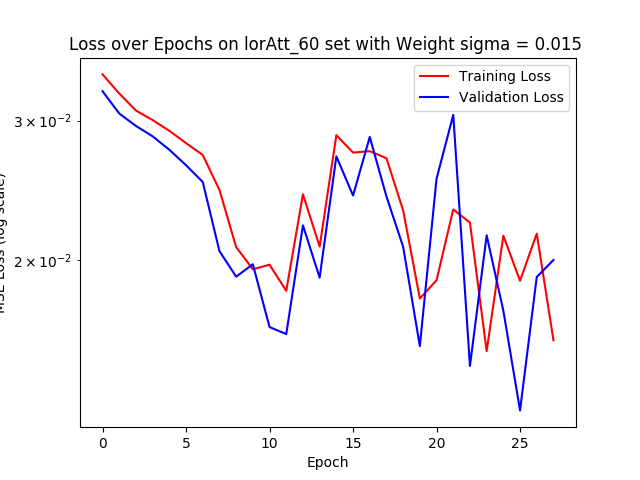 Loss over Epochs on lorAtt_60 set with Weight sigma = 0.015
Training Loss
Validation Loss
3 × 10⁻²
2 × 10⁻²
MSE Loss (log scale)
0 5 10 15 20 25
Epoch